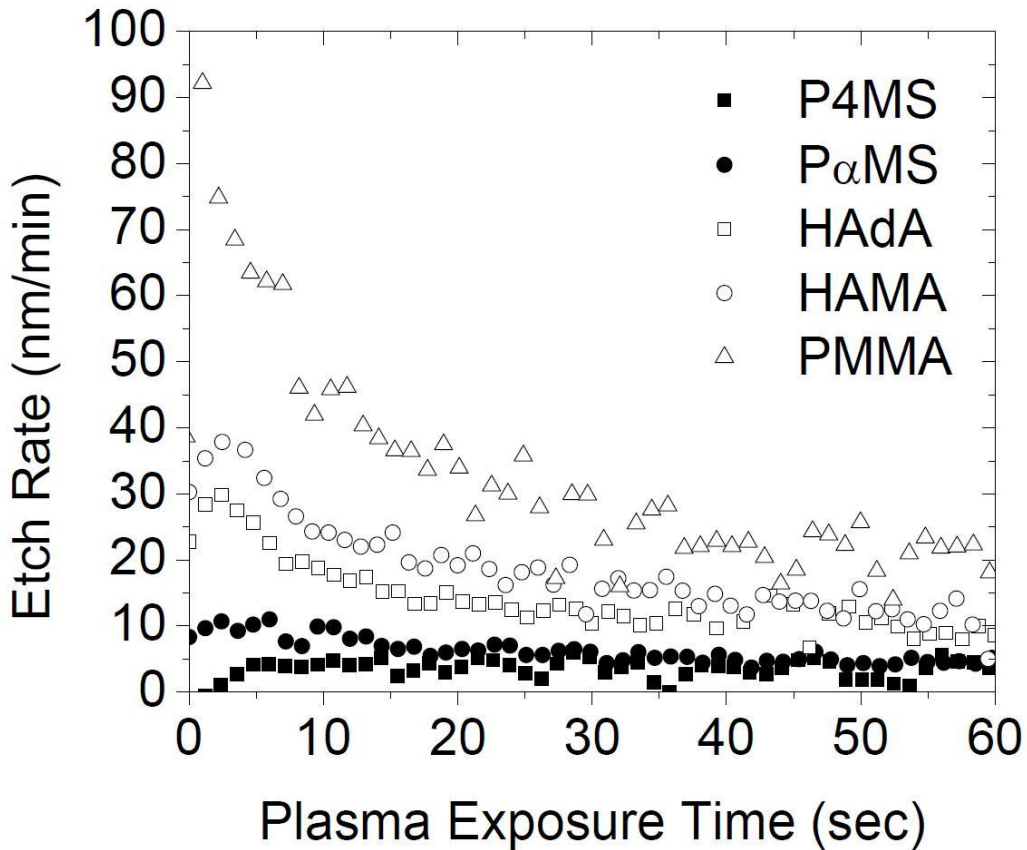 100
90
80
70
60
50
40
30
20
10
0
Etch Rate (nm/min)
P4MS
PαMS
HAdA
HAMA
PMMA
0 10 20 30 40 50 60
Plasma Exposure Time (sec)